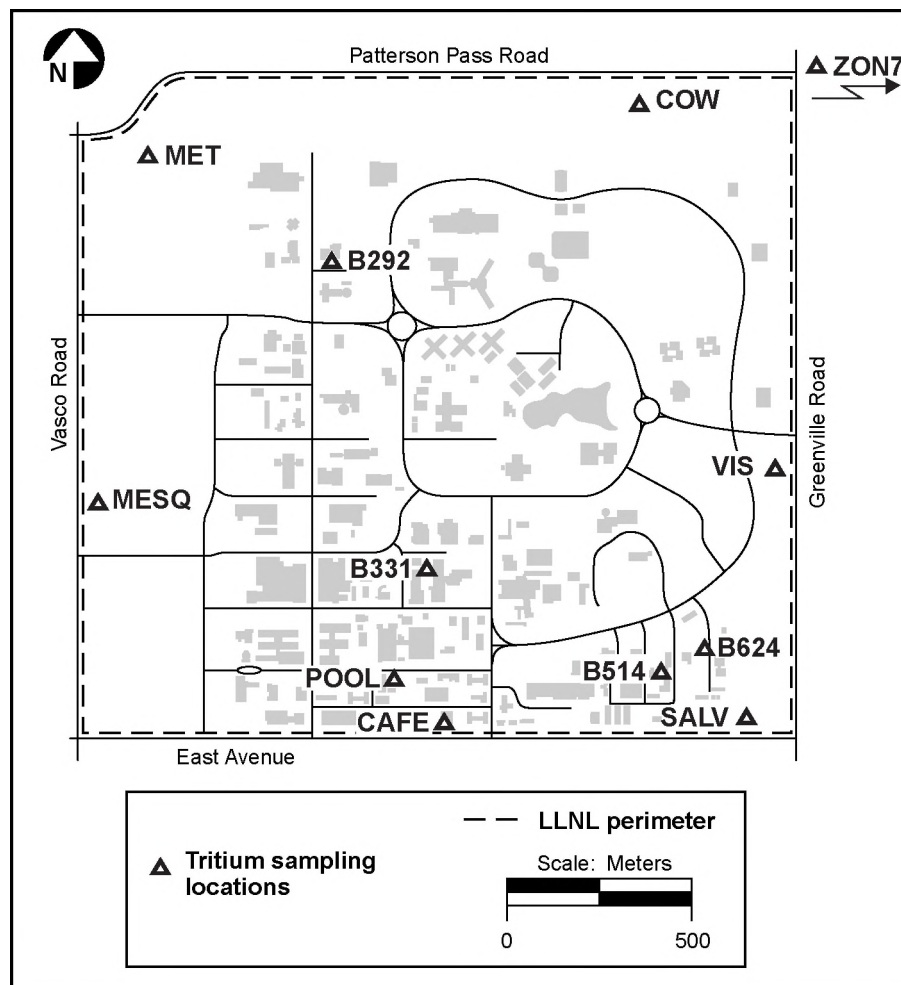 Patterson Pass Road
ZON7
COW
N
MET
B292
Vasco Road
Greenville Road
VIS
MESQ
B331
B624
B514
POOL
SALV
CAFE
East Avenue
LLNL perimeter
Tritium sampling
locations
Scale: Meters
0 500